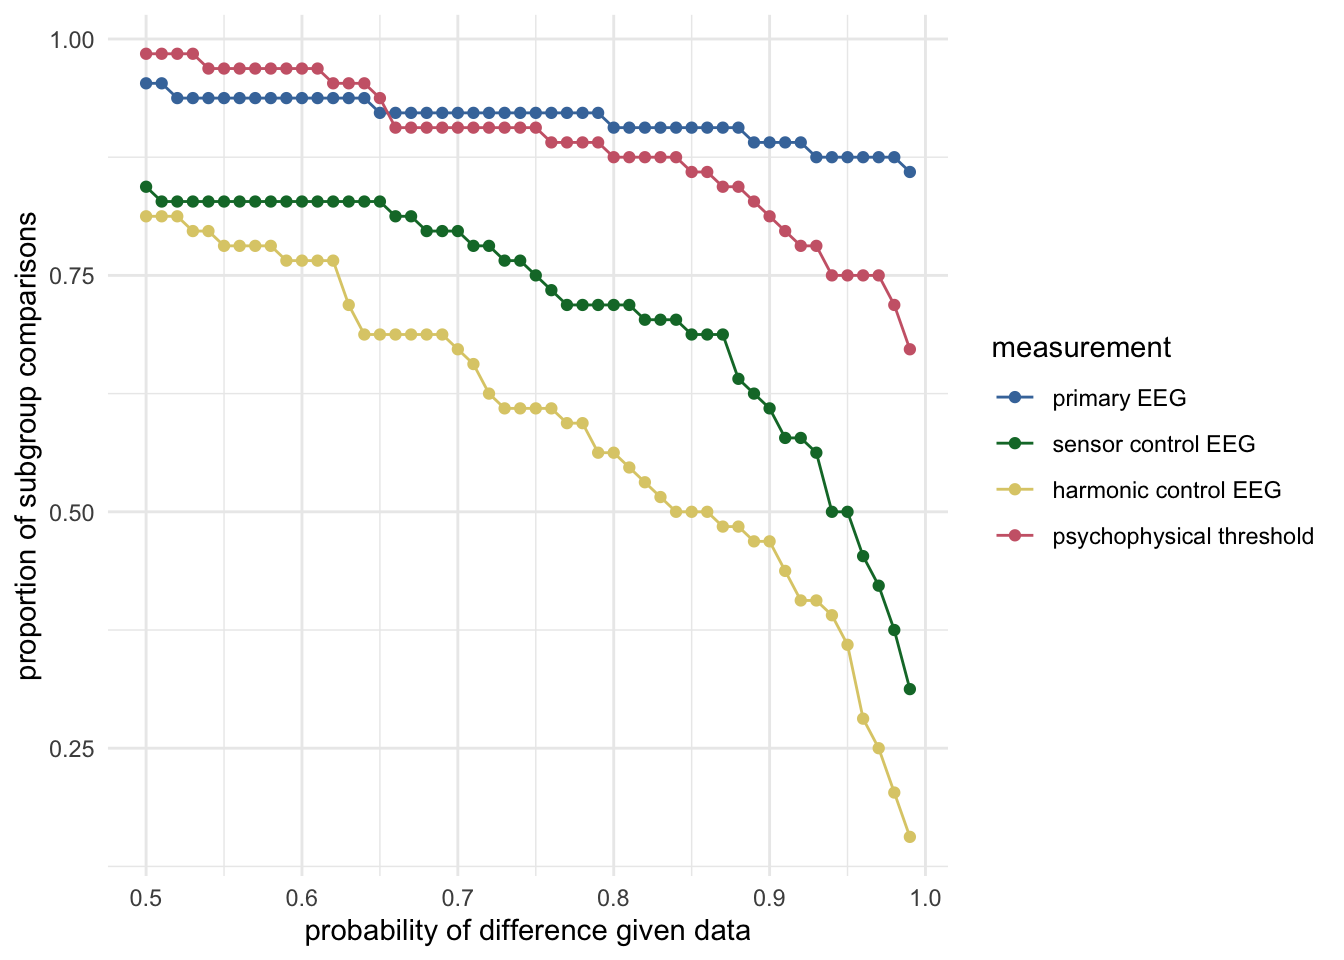 1.00
0.75
0.50
0.25
proportion of subgroup comparisons
0.5 0.6 0.7 0.8 0.9 1.0
probability of difference given data
measurement
primary EEG
sensor control EEG
harmonic control EEG
psychophysical threshold